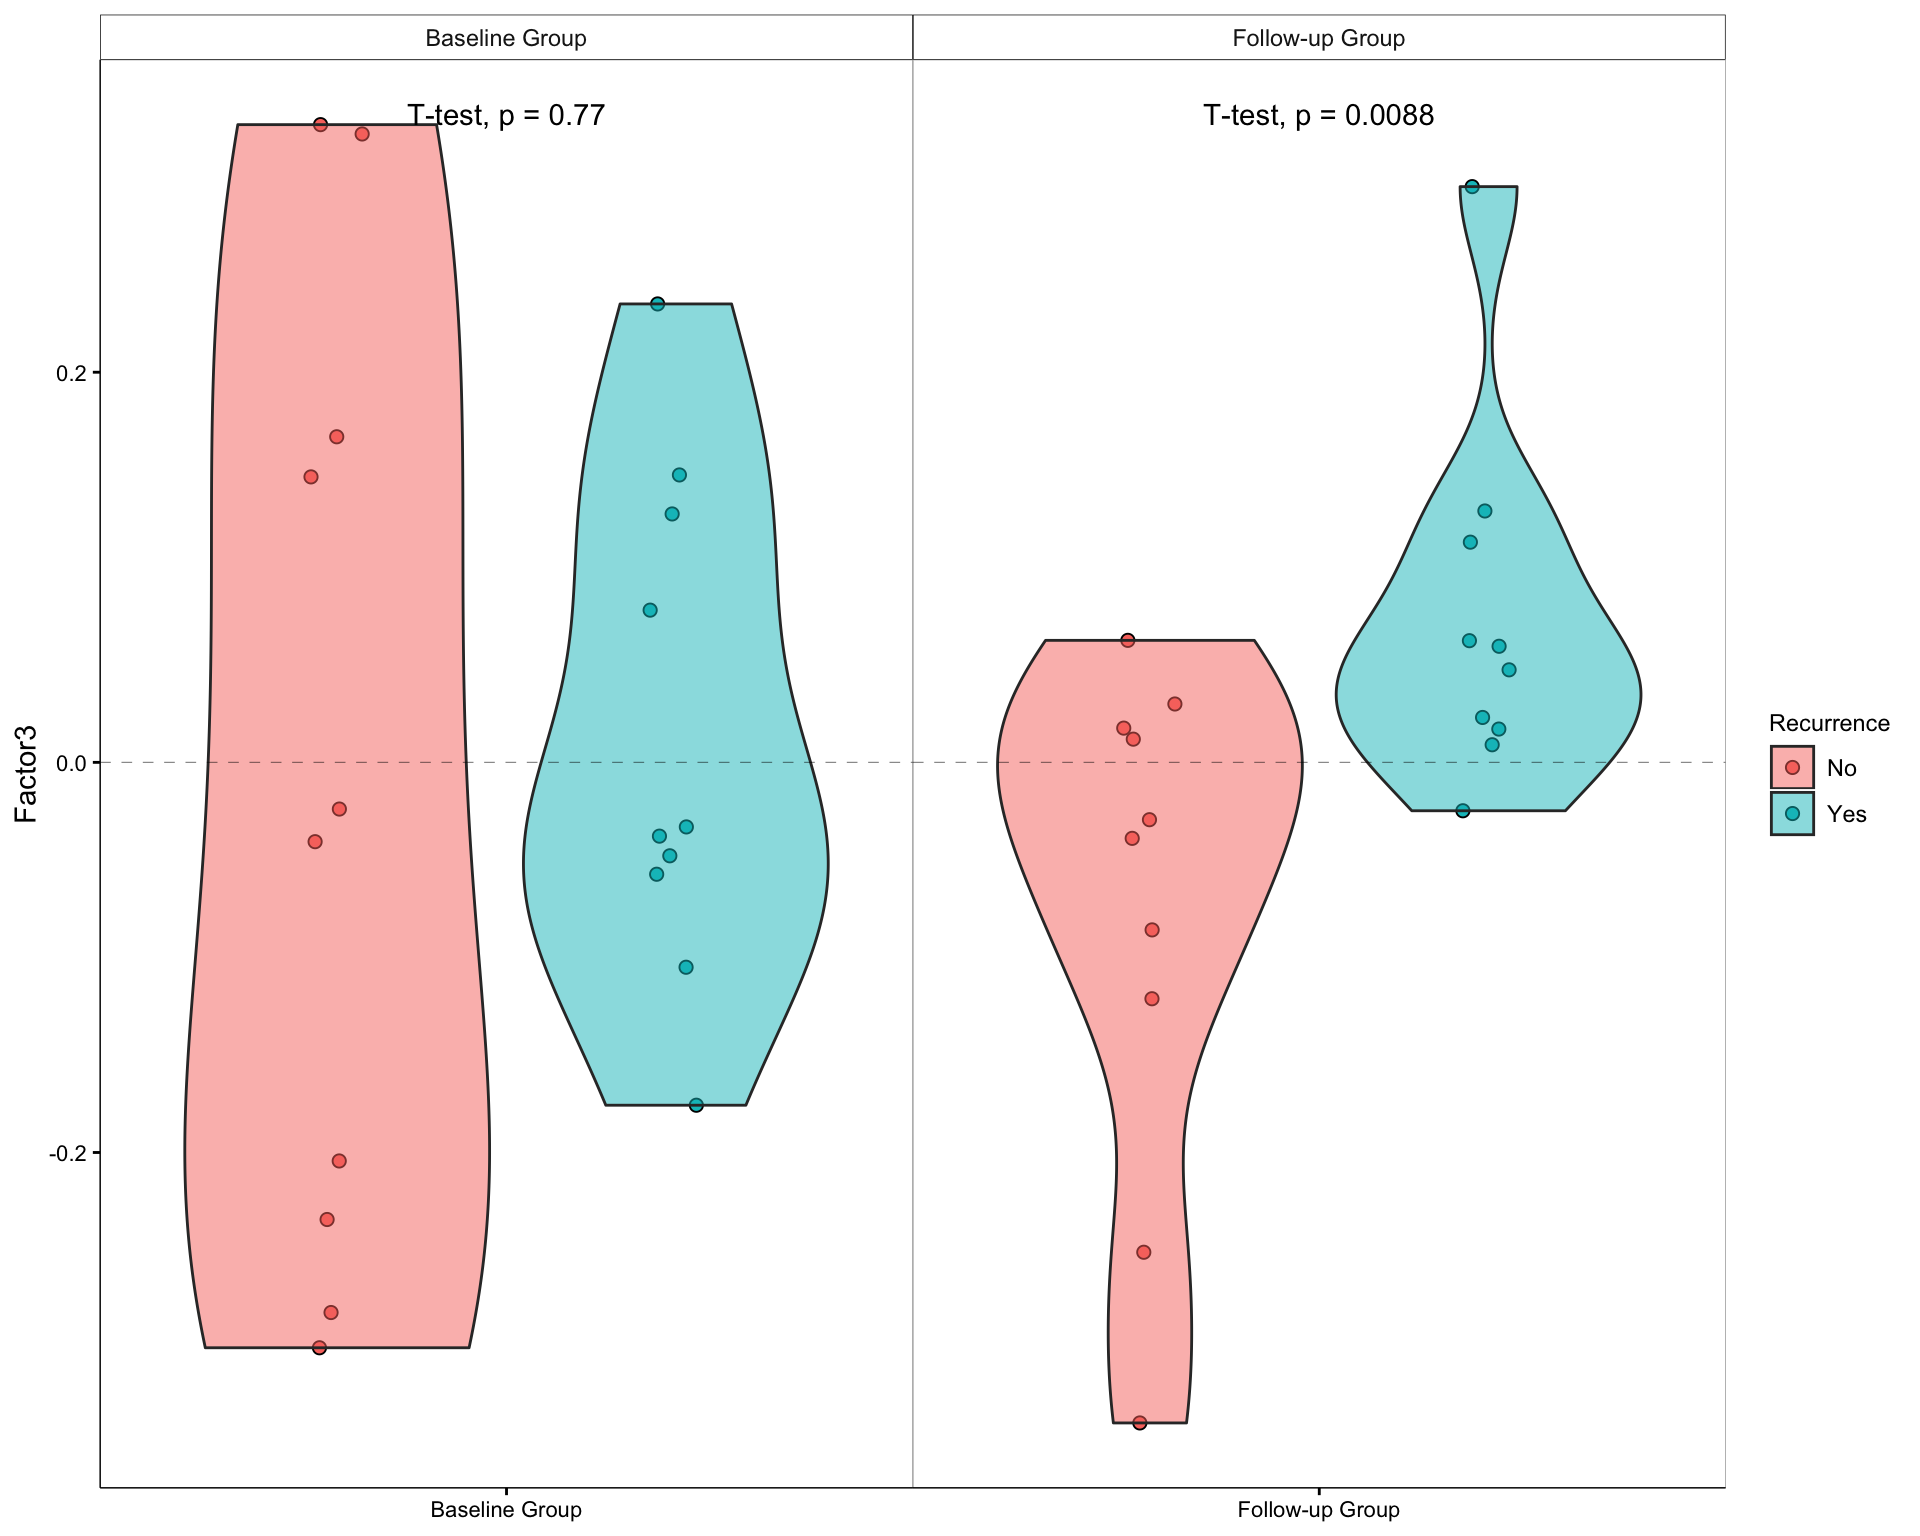 Baseline Group
Follow-up Group
T-test, p = 0.77
T-test, p = 0.0088
Factor3
0.2
0.0
-0.2
Baseline Group
Follow-up Group
Recurrence
No
Yes